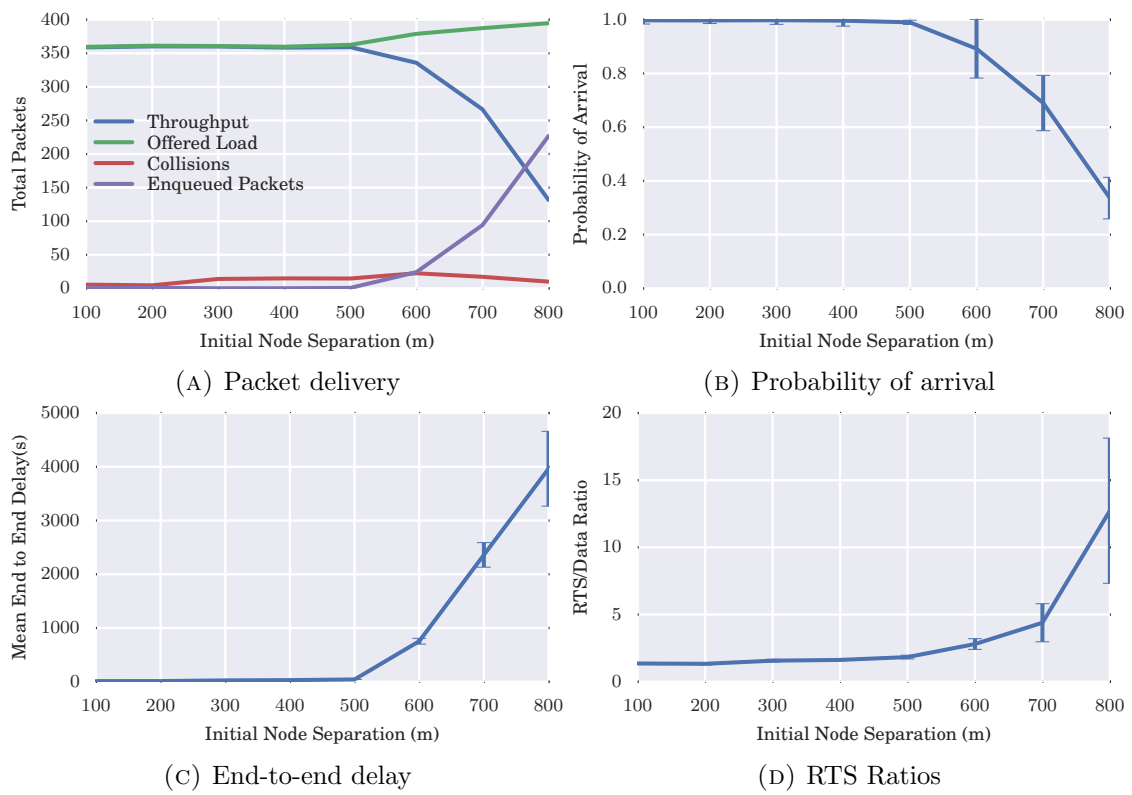 400
350
300
250
200
150
100
50
0
Total Packets
Throughput
Offered Load
Collisions
Enqueued Packets
100 200 300 400 500 600 700 800
Initial Node Separation (m)
(A) Packet delivery
1.0
0.8
0.6
0.4
0.2
0.0
Probability of Arrival
100 200 300 400 500 600 700 800
Initial Node Separation (m)
(B) Probability of arrival
5000
4000
3000
2000
1000
0
Mean End to End Delay(s)
100 200 300 400 500 600 700 800
Initial Node Separation (m)
(C) End-to-end delay
20
15
10
5
0
RTS/Data Ratio
100 200 300 400 500 600 700 800
Initial Node Separation (m)
(D) RTS Ratios